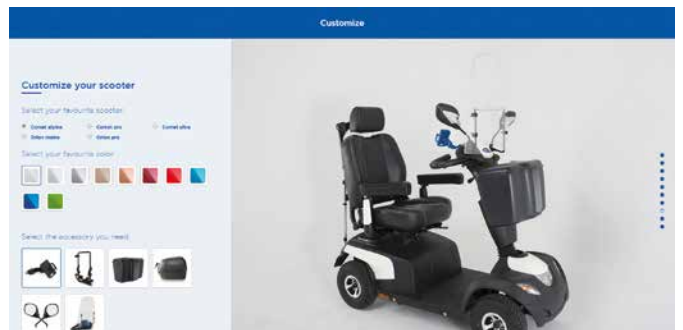 Customize
Customize your scooter
Select your favourite scooter
Comet alpine Comet pro Comet ultra
Orion metro Orion pro
Select your favourite color
Select the accessory you need